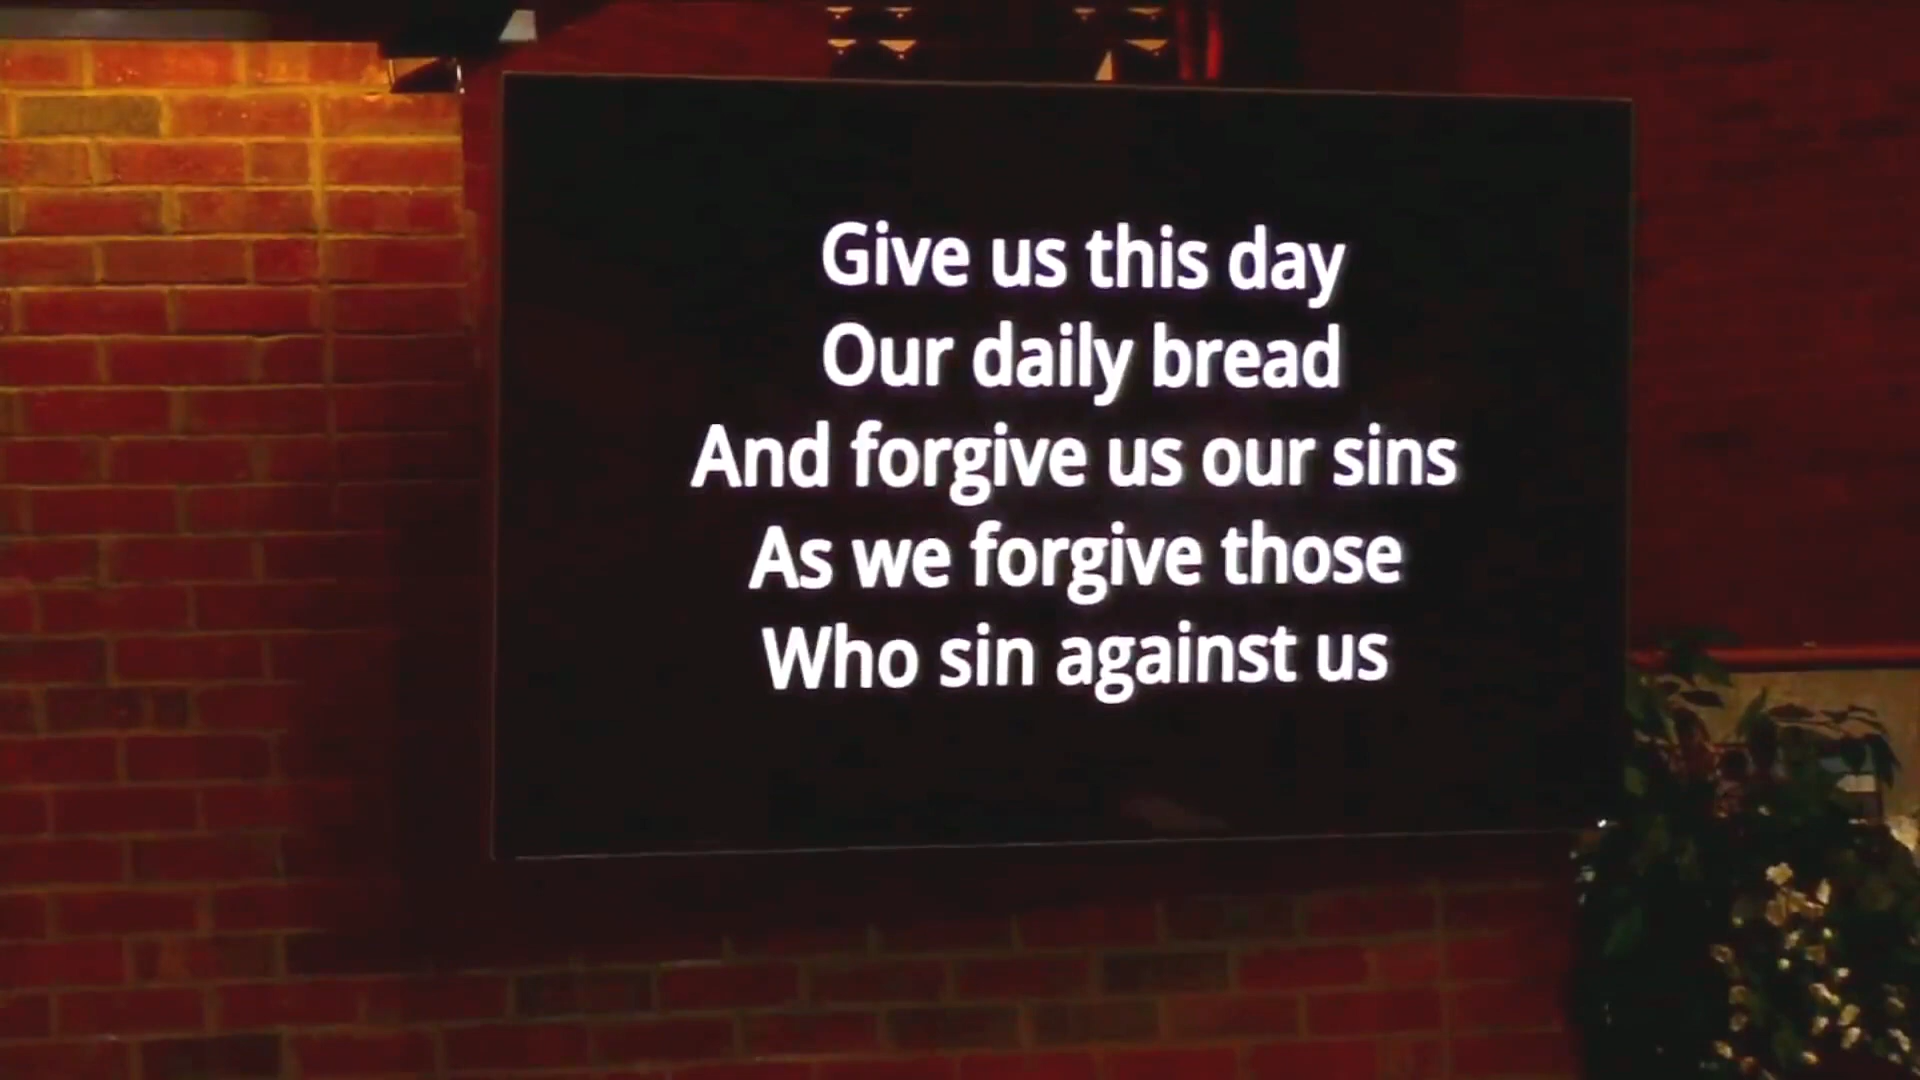 Give us this day
Our daily bread
And forgive us our sins
As we forgive those
Who sin against us